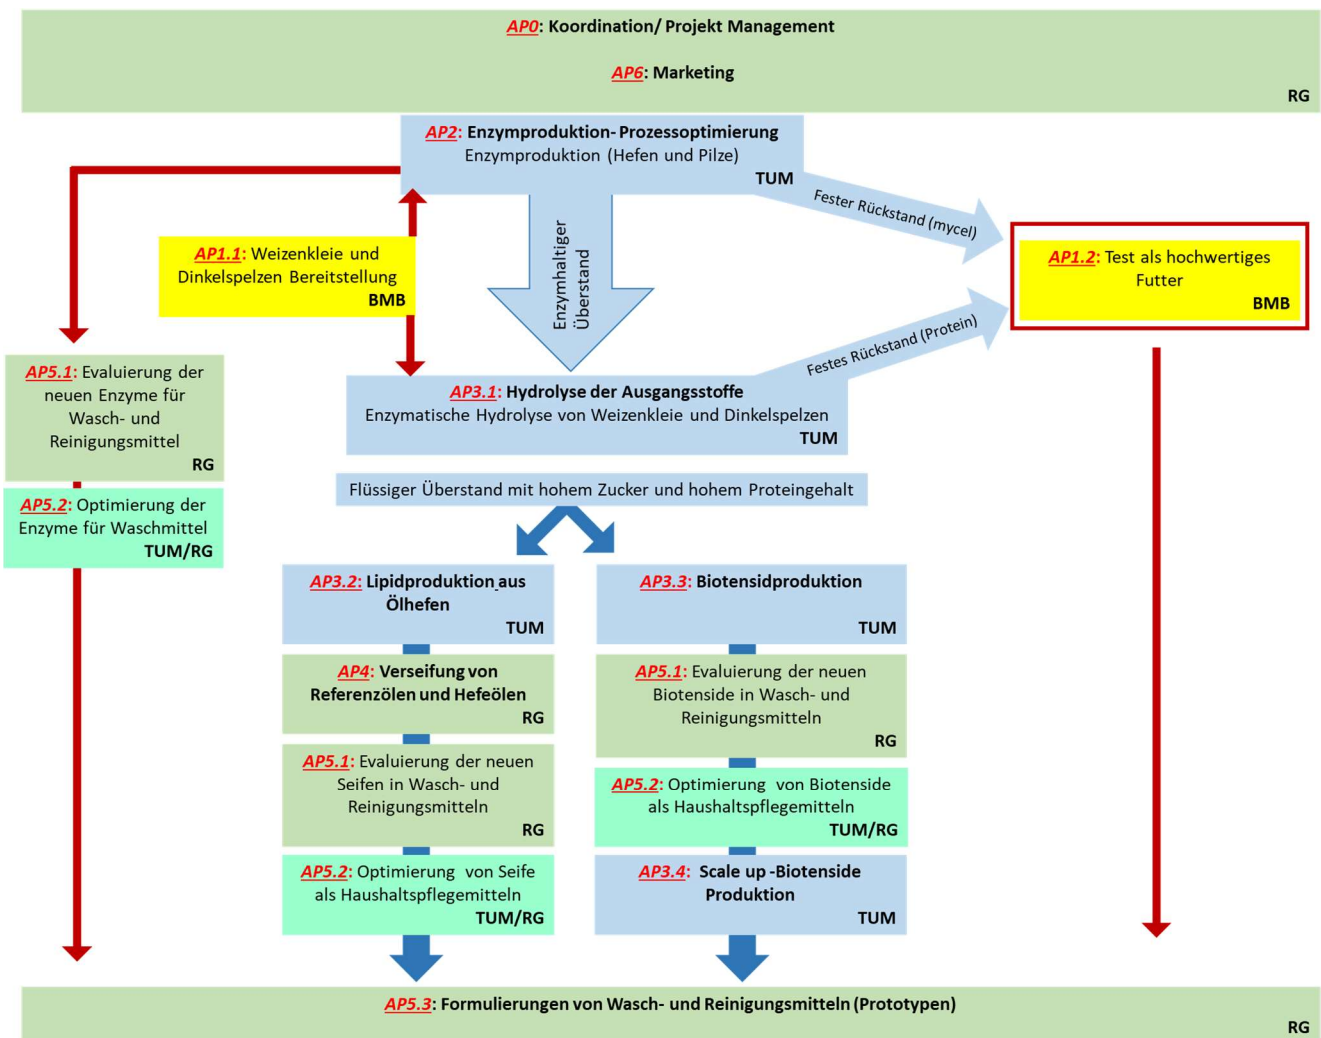 AP0: Koordination/ Projekt Management
AP6: Marketing
RG
AP2: Enzymproduktion- Prozessoptimierung
Enzymproduktion (Hefen und Pilze)
TUM
Fester Rückstand (mycel)
AP1.1: Weizenkleie und
Dinkelspelzen Bereitstellung
BMB
Enzymhaltiger
Überstand
AP1.2: Test als hochwertiges
Futter
BMB
Festes Rückstand (Protein)
AP5.1: Evaluierung der
neuen Enzyme für
Wasch- und
Reinigungsmittel
RG
AP3.1: Hydrolyse der Ausgangsstoffe
Enzymatische Hydrolyse von Weizenkleie und Dinkelspelzen
TUM
AP5.2: Optimierung der
Enzyme für Waschmittel
TUM/RG
Flüssiger Überstand mit hohem Zucker und hohem Proteingehalt
AP3.2: Lipidproduktion aus
Ölhefen
TUM
AP4: Verseifung von
Referenzölen und Hefeölen
RG
AP5.1: Evaluierung der neuen
Seifen in Wasch- und
Reinigungsmitteln
RG
AP5.2: Optimierung von Seife
als Haushaltspflegemitteln
TUM/RG
AP3.3: Biotensidproduktion
TUM
AP5.1: Evaluierung der neuen
Biotenside in Wasch- und
Reinigungsmitteln
RG
AP5.2: Optimierung von Biotenside
als Haushaltspflegemitteln
TUM/RG
AP3.4: Scale up -Biotenside
Produktion
TUM
AP5.3: Formulierungen von Wasch- und Reinigungsmitteln (Prototypen)
RG